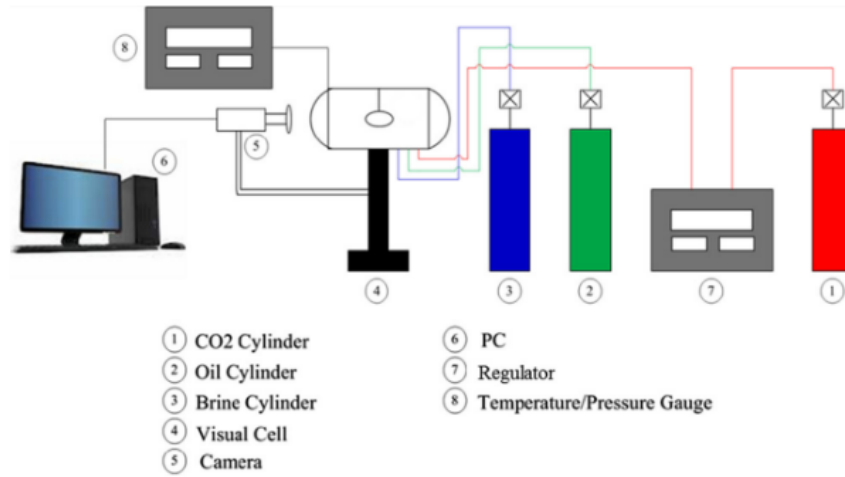 8
5
6
4
3
2
7
1
1 CO2 Cylinder
2 Oil Cylinder
3 Brine Cylinder
4 Visual Cell
5 Camera
6 PC
7 Regulator
8 Temperature/Pressure Gauge